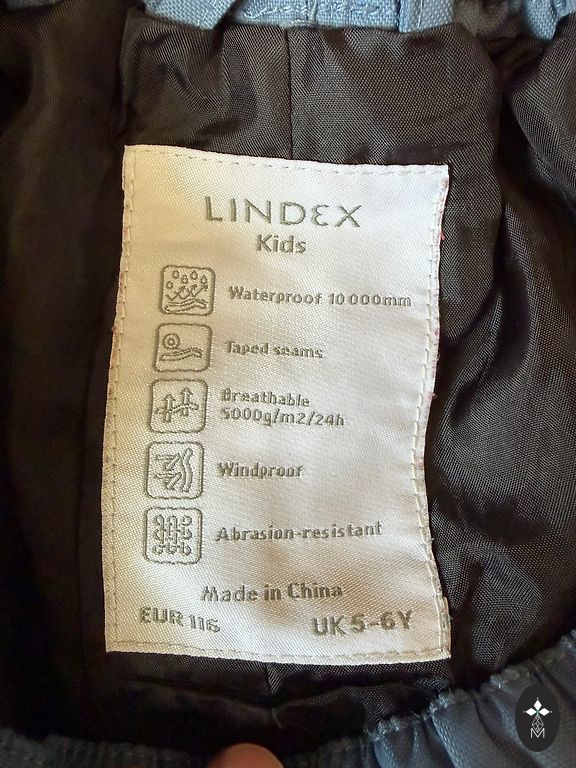 LINDEX
Kids
Waterproof 10 000mm
Taped seams
Breathable
5000g/m2/24h
Windproof
Abrasion-resistant
Made in China
EUR 116 UK 5-6Y
M